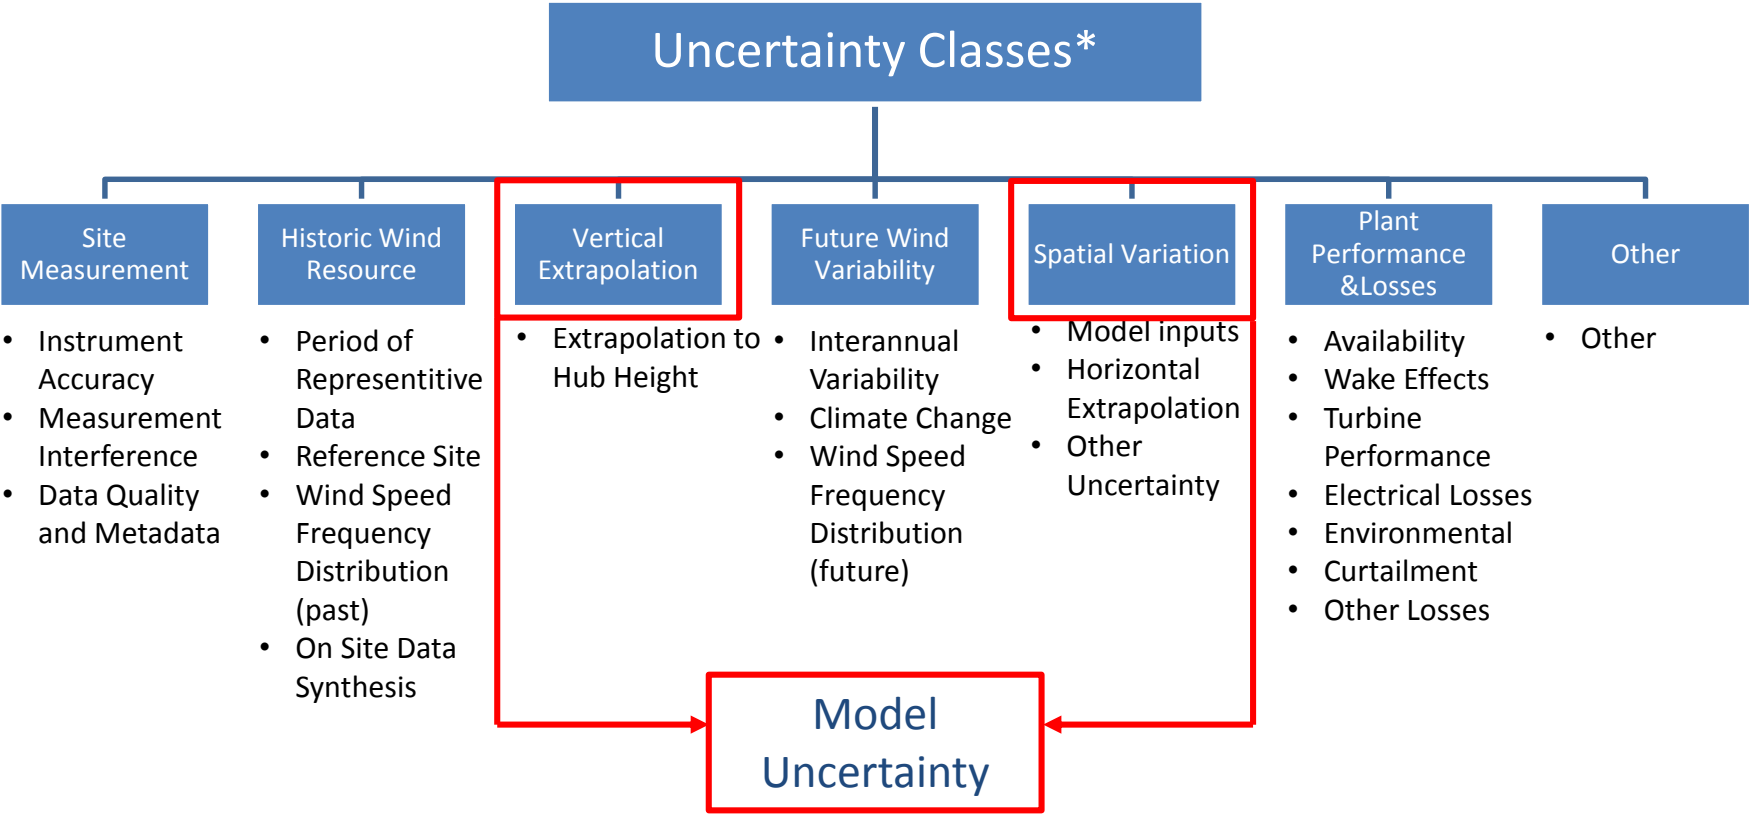 Uncertainty Classes*
Site
Measurement
Historic Wind
Resource
Vertical
Extrapolation
Future Wind
Variability
Spatial Variation
Plant
Performance
&Losses
Other
• Instrument
Accuracy
• Measurement
Interference
• Data Quality
and Metadata
• Period of
Representitive
Data
• Reference Site
• Wind Speed
Frequency
Distribution
(past)
• On Site Data
Synthesis
• Extrapolation to
Hub Height
• Interannual
Variability
• Climate Change
• Wind Speed
Frequency
Distribution
(future)
• Model inputs
• Horizontal
Extrapolation
• Other
Uncertainty
• Availability
• Wake Effects
• Turbine
Performance
• Electrical Losses
• Environmental
• Curtailment
• Other Losses
• Other
Model
Uncertainty